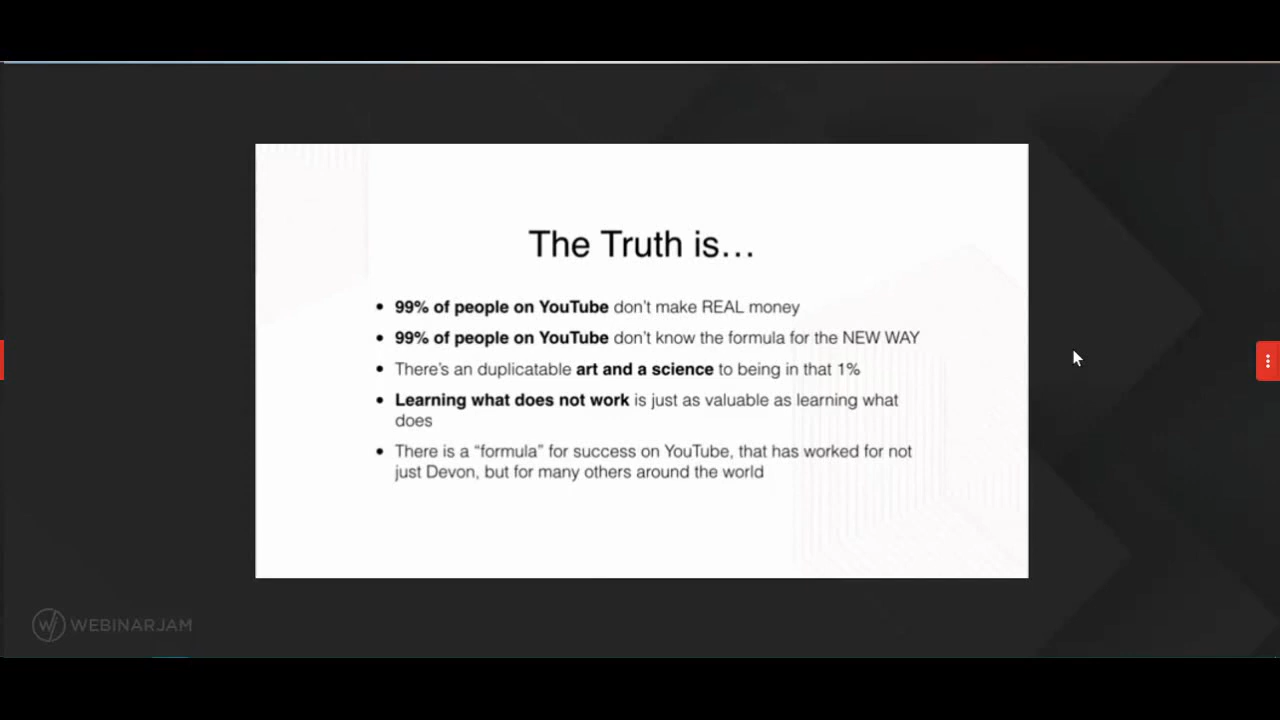 The Truth is…
• 99% of people on YouTube don't make REAL money
• 99% of people on YouTube don't know the formula for the NEW WAY
• There's an duplicatable art and a science to being in that 1%
• Learning what does not work is just as valuable as learning what
does
• There is a “formula” for success on YouTube, that has worked for not
just Devon, but for many others around the world
WEBINARJAM